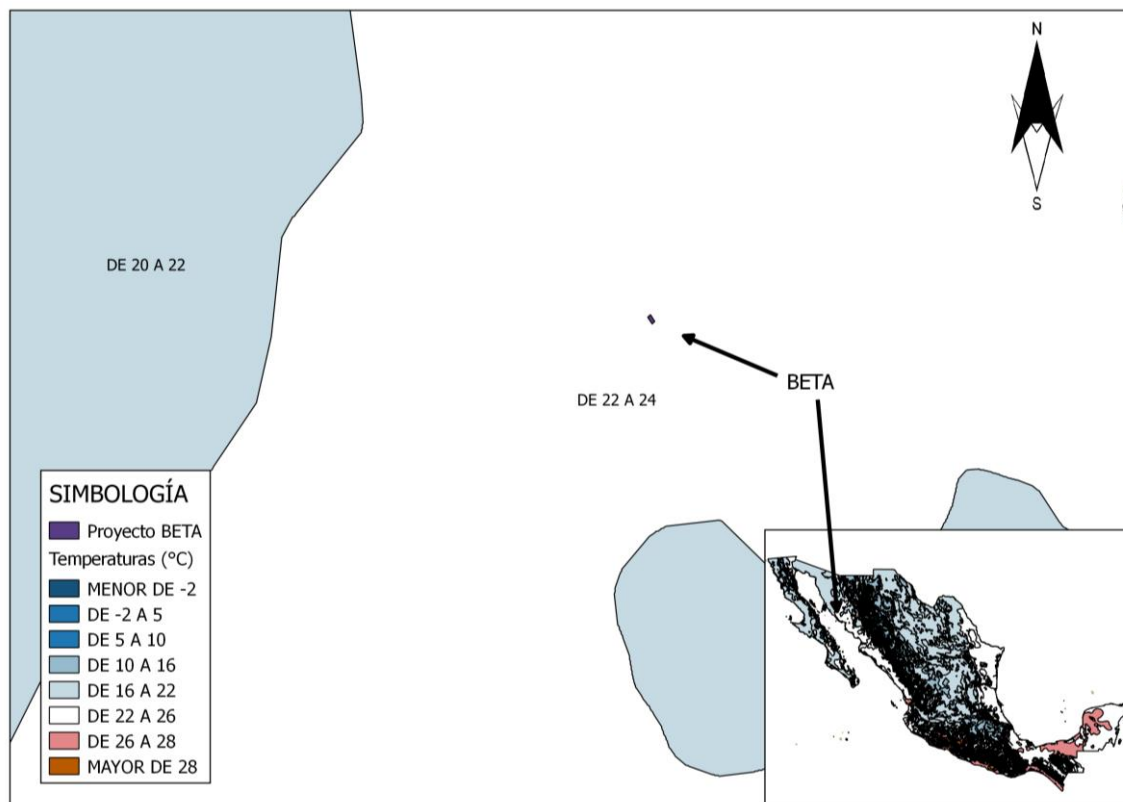 N
S
DE 20 A 22
BETA
DE 22 A 24
SIMBOLOGÍA
Proyecto BETA
Temperaturas (°C)
MENOR DE -2
DE -2 A 5
DE 5 A 10
DE 10 A 16
DE 16 A 22
DE 22 A 26
DE 26 A 28
MAYOR DE 28